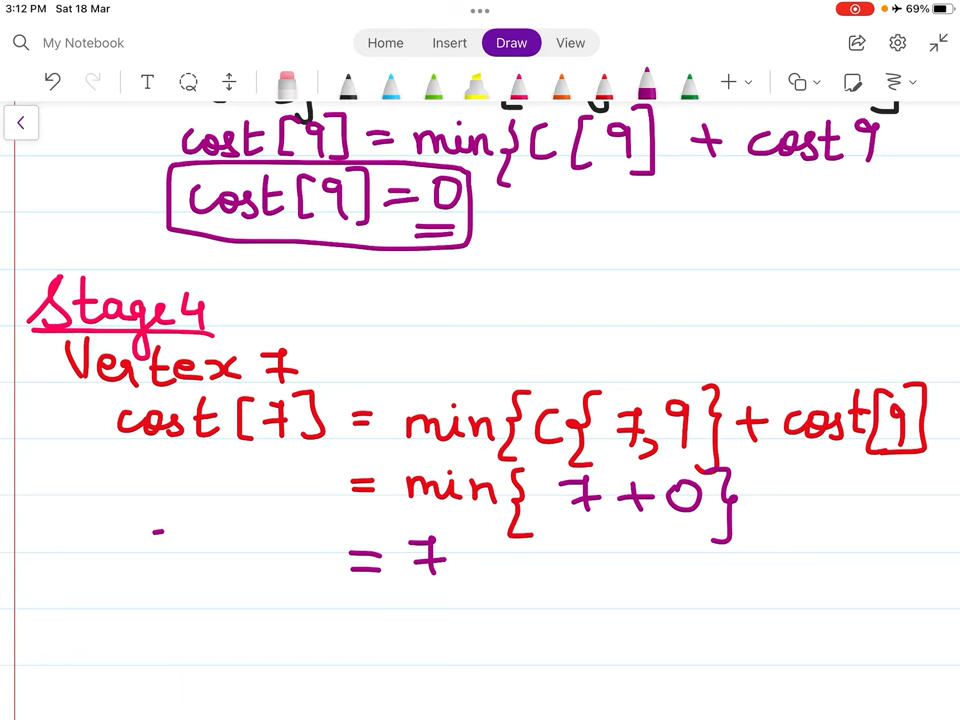 3:12 PM Sat 18 Mar
69%
My Notebook
Home Insert Draw View
T
cost [9] = min{C [9] + cost 9
cost [9] = 0
Stage 4
Vertex 7
cost [7] = min{C{7,9} + cost[9]
= min{ 7 + 0}
= 7